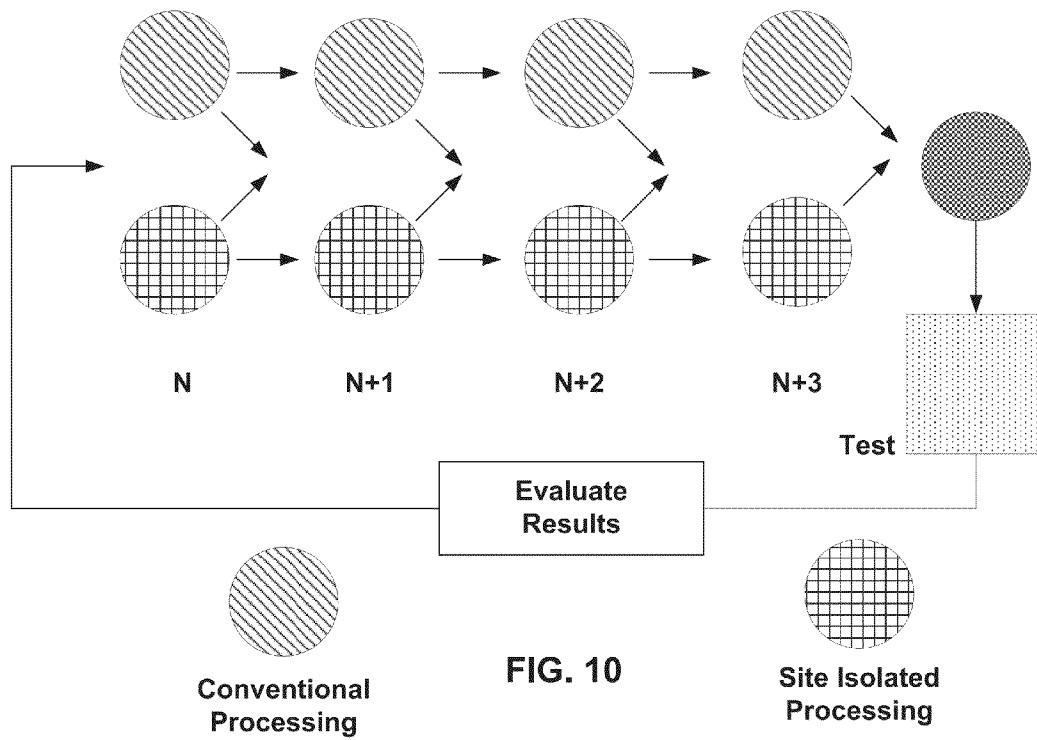 N
N+1
N+2
N+3
Test
Evaluate
Results
Conventional
Processing
FIG. 10
Site Isolated
Processing